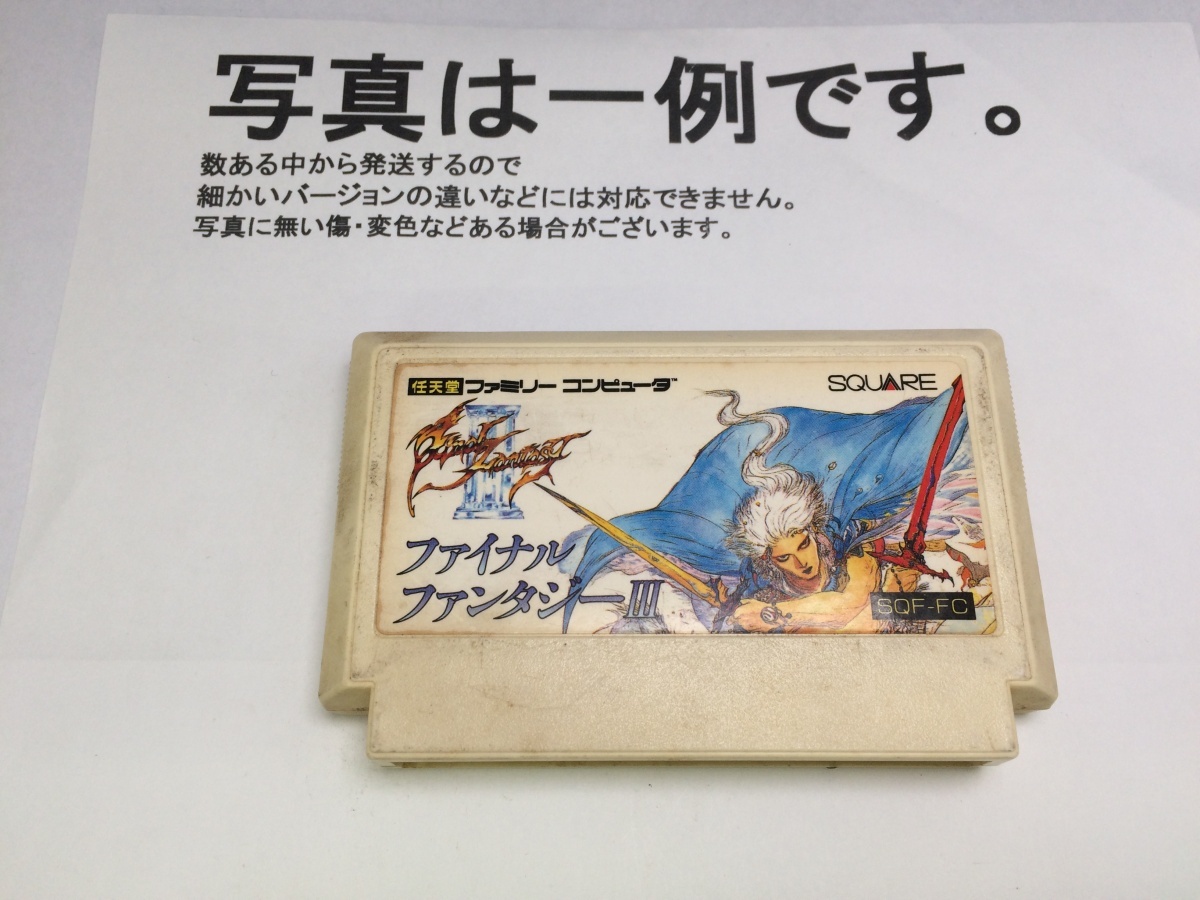 写真は一例です。
数ある中から発送するので
細かいバージョンの違いなどには対応できません。
写真に無い傷・変色などある場合がございます。
任天堂 ファミリー コンピュータ™
SQUARE
Final Fantasy III
ファイナル
ファンタジーIII
SQF-FC